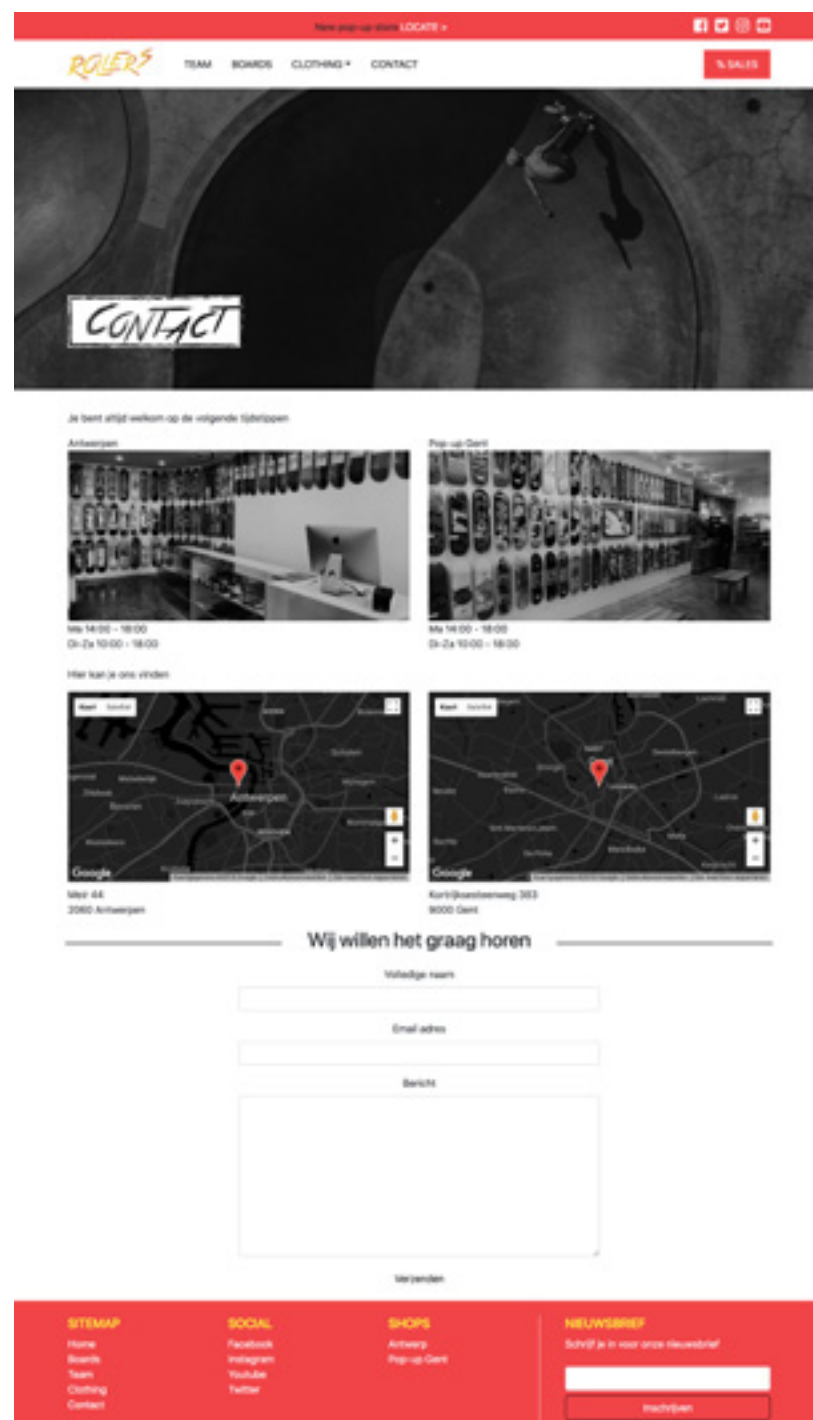 New pop-up store LOCATE >
ROLLERS
TEAM BOARDS CLOTHING CONTACT
% SALES
CONTACT
Je bent altijd welkom op de volgende tijdstippen
Antwerpen
Pop-up Gent
Ma 14:00 - 18:00
Di-Za 10:00 - 18:00
Ma 14:00 - 18:00
Di-Za 10:00 - 18:00
Hier kan je ons vinden
Kaart Satelliet
Antwerpen
Google
Kaart Satelliet
Google
Meir 44
2060 Antwerpen
Kortrijksesteenweg 383
9000 Gent
Wij willen het graag horen
Volledige naam
Email adres
Bericht
Verzenden
SITEMAP
Home
Boards
Team
Clothing
Contact
SOCIAL
Facebook
Instagram
Youtube
Twitter
SHOPS
Antwerp
Pop-up Gent
NIEUWSBRIEF
Schrijf je in voor onze nieuwsbrief
Inschrijven